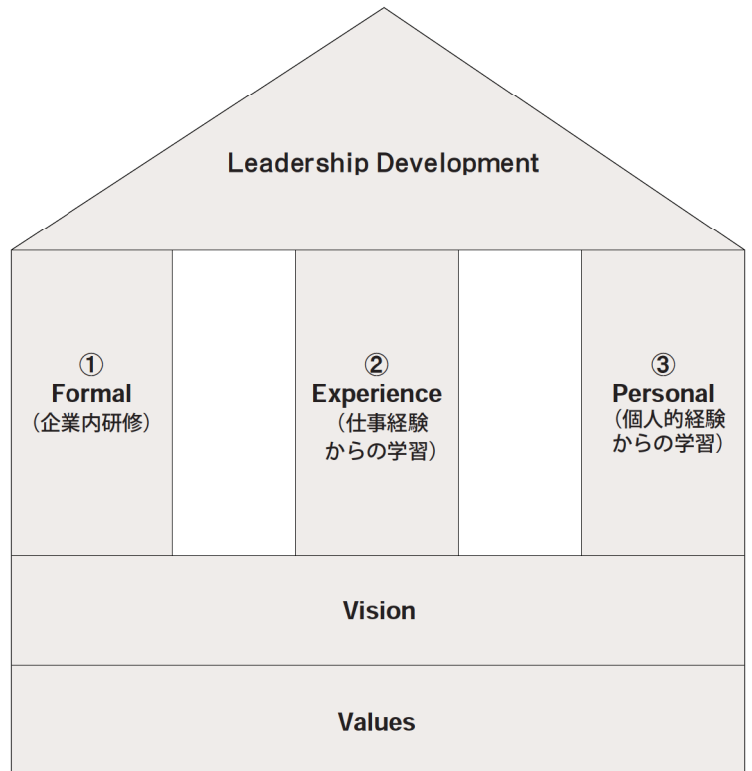 Leadership Development
①
Formal
（企業内研修）
②
Experience
（仕事経験
からの学習）
③
Personal
（個人的経験
からの学習）
Vision
Values